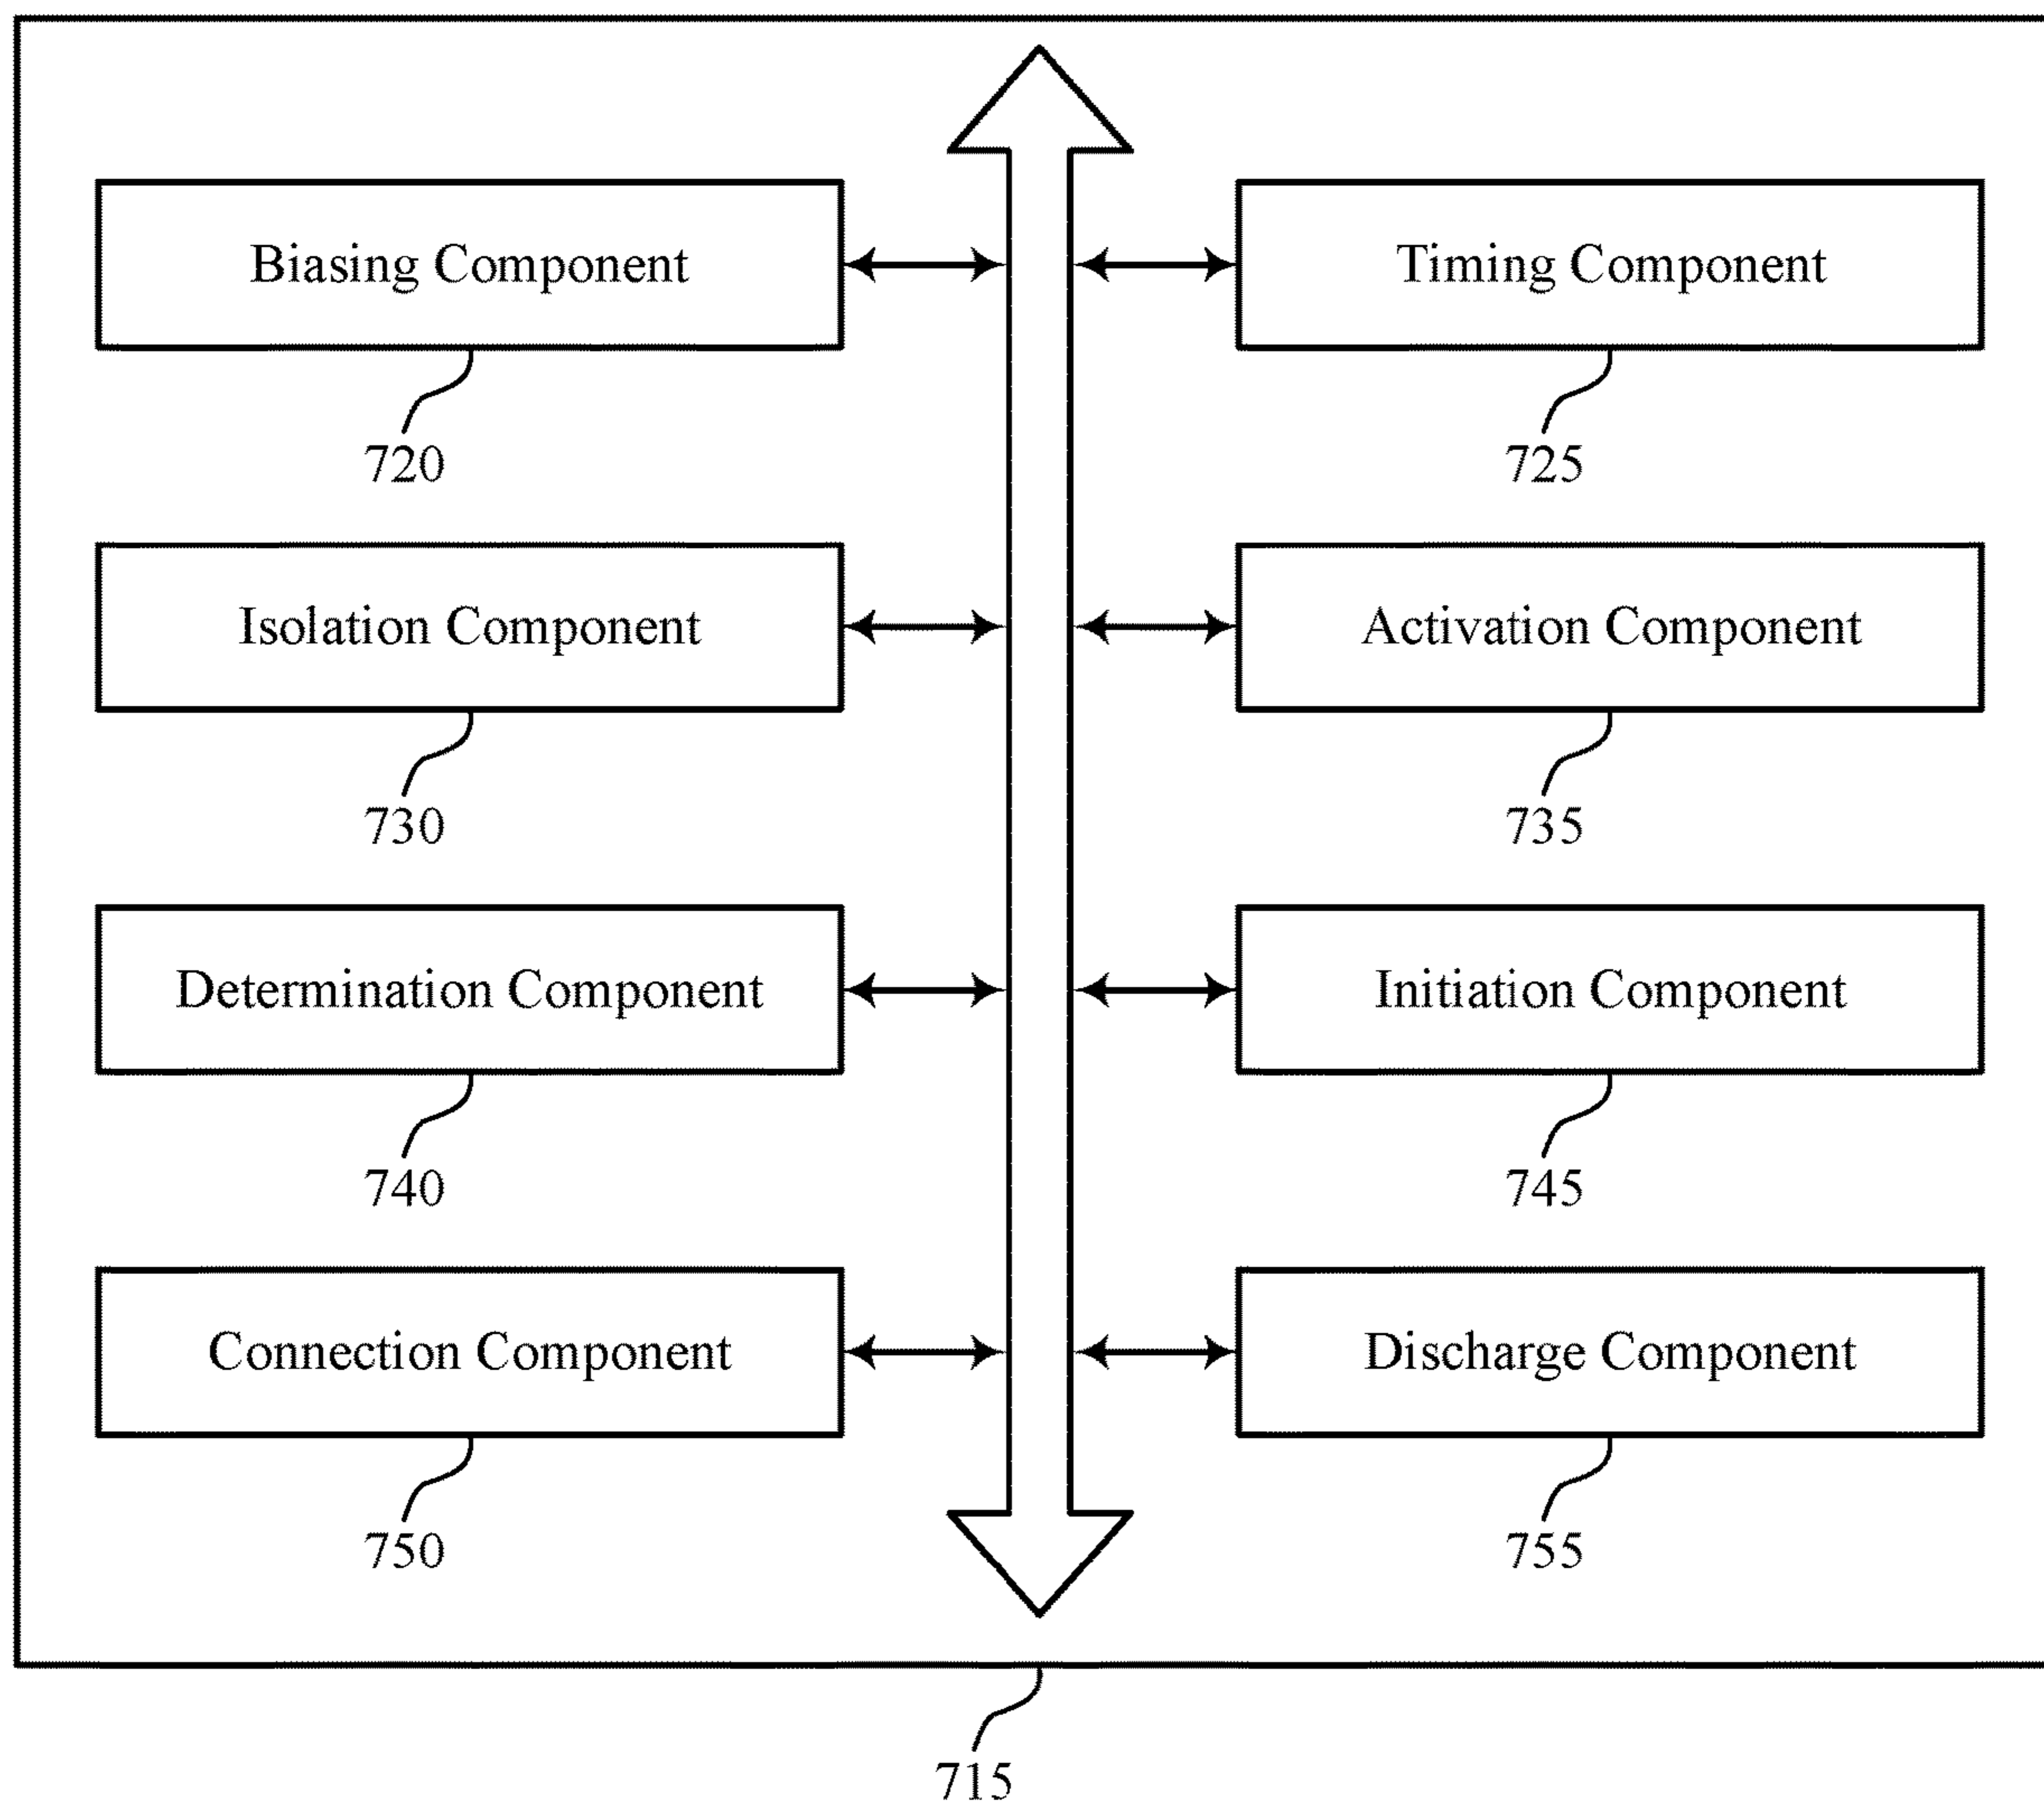 Biasing Component
Timing Component
720
725
Isolation Component
Activation Component
730
735
Determination Component
Initiation Component
740
745
Connection Component
Discharge Component
750
755
715